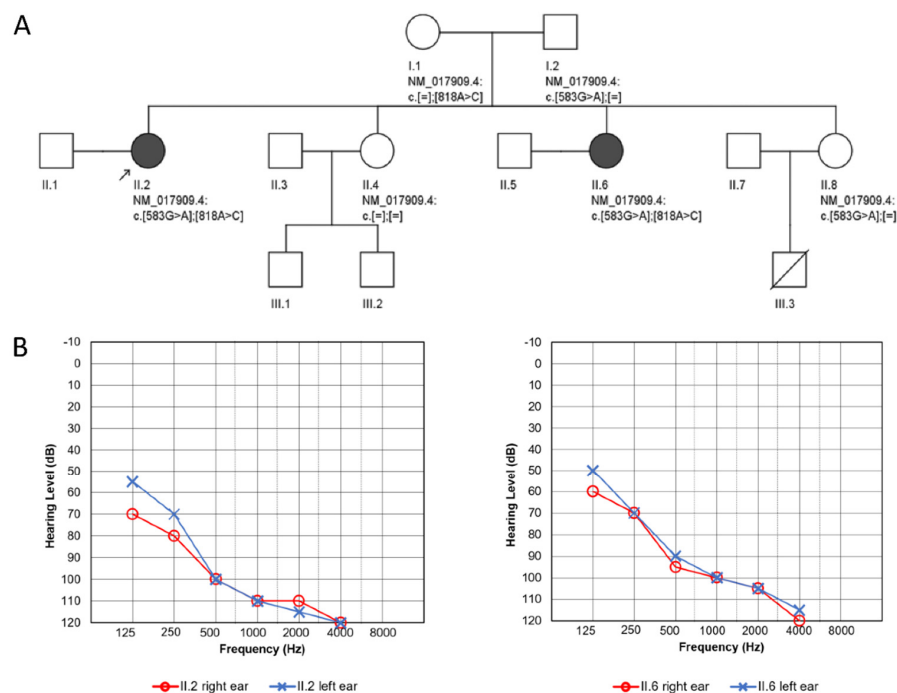 A
I.1
NM_017909.4:
c.[=];[818A>C]
I.2
NM_017909.4:
c.[583G>A];[=]
II.1
II.2
NM_017909.4:
c.[583G>A];[818A>C]
II.3
II.4
NM_017909.4:
c.[=];[=]
II.5
II.6
NM_017909.4:
c.[583G>A];[818A>C]
II.7
II.8
NM_017909.4:
c.[583G>A];[=]
III.1
III.2
III.3
B
Hearing Level (dB)
-10
0
10
20
30
40
50
60
70
80
90
100
110
120
125 250 500 1000 2000 4000 8000
Frequency (Hz)
II.2 right ear II.2 left ear
Hearing Level (dB)
-10
0
10
20
30
40
50
60
70
80
90
100
110
120
125 250 500 1000 2000 4000 8000
Frequency (Hz)
II.6 right ear II.6 left ear